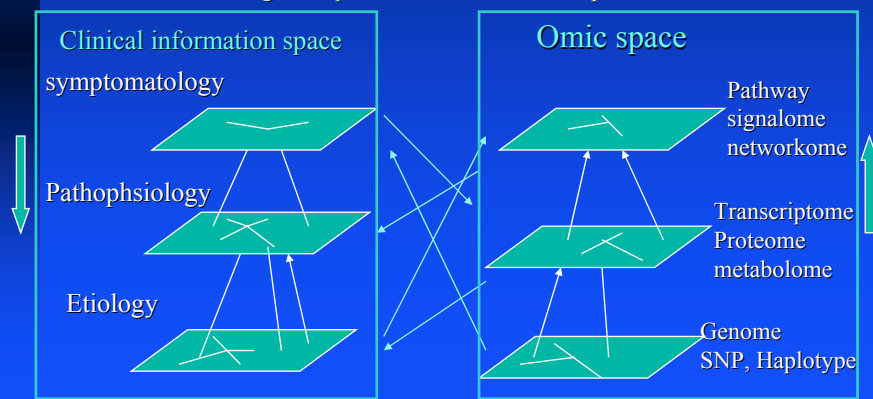 Clinical information space
symptomatology
Pathophsiology
Etiology
Omic space
Pathway
signalome
networkome
Transcriptome
Proteome
metabolome
Genome
SNP, Haplotype